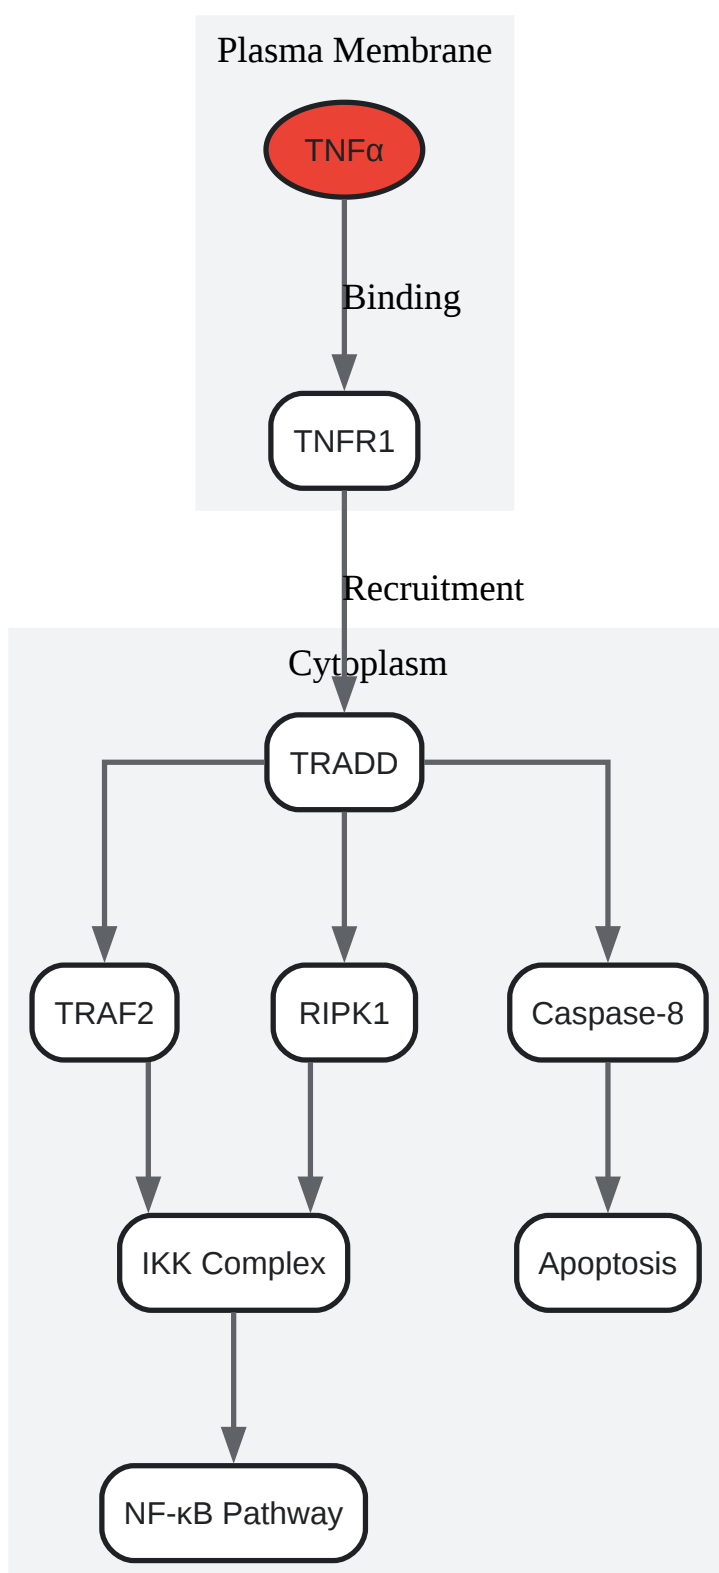 Plasma Membrane
TNFα
Binding
TNFR1
Recruitment
Cytoplasm
TRADD
TRAF2
RIPK1
Caspase-8
IKK Complex
Apoptosis
NF-κB Pathway